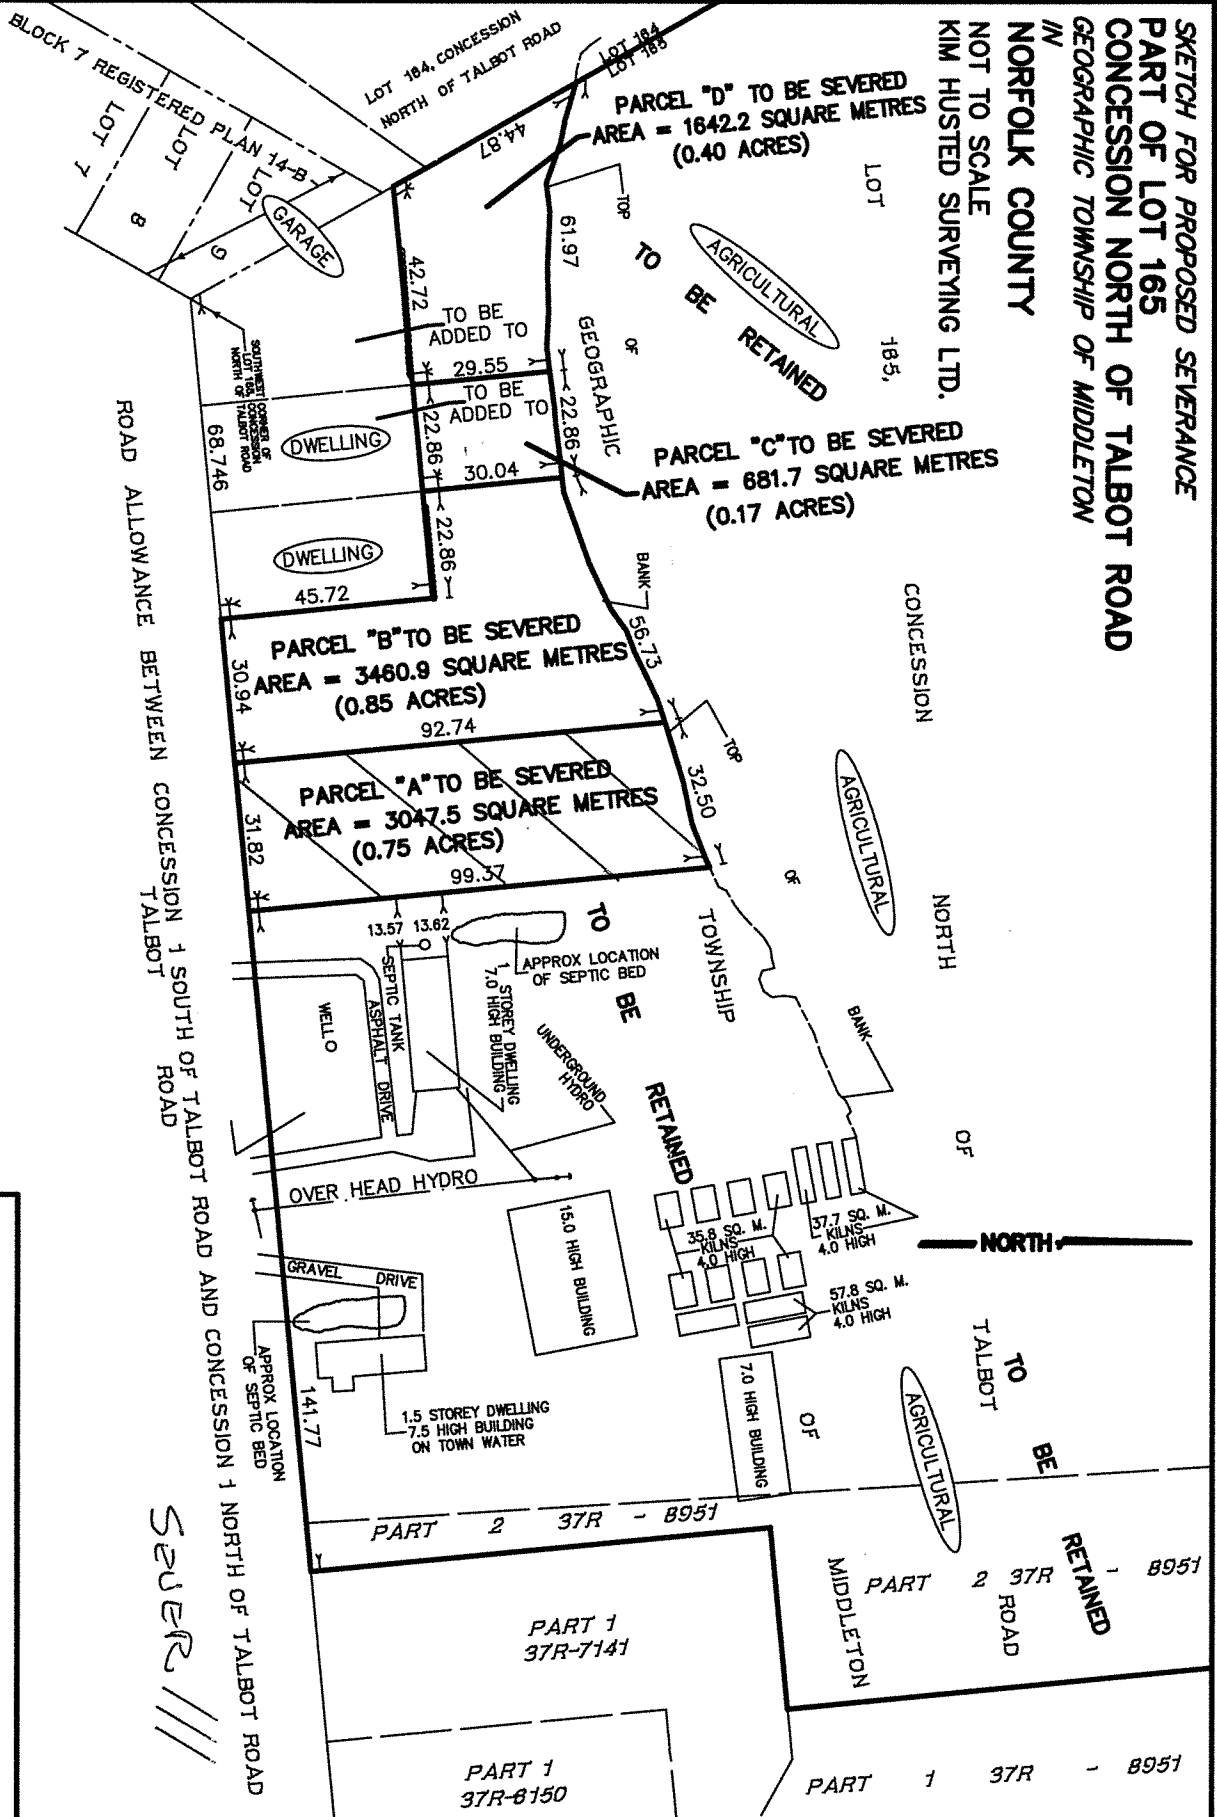 SKETCH FOR PROPOSED SEVERANCE
PART OF LOT 165
CONCESSION NORTH OF TALBOT ROAD
GEOGRAPHIC TOWNSHIP OF MIDDLETON
IN
NORFOLK COUNTY
NOT TO SCALE
KIM HUSTED SURVEYING LTD.
LOT 164, CONCESSION
NORTH OF TALBOT ROAD
LOT 164
LOT 165
BLOCK 7 REGISTERED PLAN 14-B
LOT 7
LOT 8
LOT 9
GARAGE
44.87
PARCEL "D" TO BE SEVERED
AREA = 1642.2 SQUARE METRES
(0.40 ACRES)
TOP OF BANK
61.97
42.72
TO BE
ADDED TO
29.55
TO BE
ADDED TO
22.86
22.86
30.04
PARCEL "C" TO BE SEVERED
AREA = 681.7 SQUARE METRES
(0.17 ACRES)
AGRICULTURAL
TO BE RETAINED
LOT 165, CONCESSION NORTH OF TALBOT ROAD
GEOGRAPHIC TOWNSHIP OF MIDDLETON
SOUTHWEST CORNER OF
LOT 165, CONCESSION
NORTH OF TALBOT ROAD
68.746
DWELLING
DWELLING
22.86
45.72
PARCEL "B" TO BE SEVERED
AREA = 3460.9 SQUARE METRES
(0.85 ACRES)
30.94
56.73
92.74
PARCEL "A" TO BE SEVERED
AREA = 3047.5 SQUARE METRES
(0.75 ACRES)
31.82
32.50
99.37
TOP OF BANK
AGRICULTURAL
13.57
13.62
SEPTIC TANK
ASPHALT DRIVE
WELL
1 STOREY DWELLING
7.0 HIGH BUILDING
APPROX LOCATION
OF SEPTIC BED
TO BE RETAINED
UNDERGROUND
HYDRO
OVER HEAD HYDRO
15.0 HIGH BUILDING
35.8 SQ. M.
KILNS
4.0 HIGH
37.7 SQ. M.
KILNS
4.0 HIGH
57.8 SQ. M.
KILNS
4.0 HIGH
NORTH
7.0 HIGH BUILDING
GRAVEL DRIVE
APPROX LOCATION
OF SEPTIC BED
141.77
1.5 STOREY DWELLING
7.5 HIGH BUILDING
ON TOWN WATER
AGRICULTURAL
TO BE RETAINED
PART 2 37R - 8951
PART 2 37R - 8951
PART 1
37R-7141
PART 1
37R-6150
PART 1 37R - 8951
ROAD ALLOWANCE BETWEEN CONCESSION 1 SOUTH OF TALBOT ROAD AND CONCESSION 1 NORTH OF TALBOT ROAD
TALBOT ROAD
SEVER